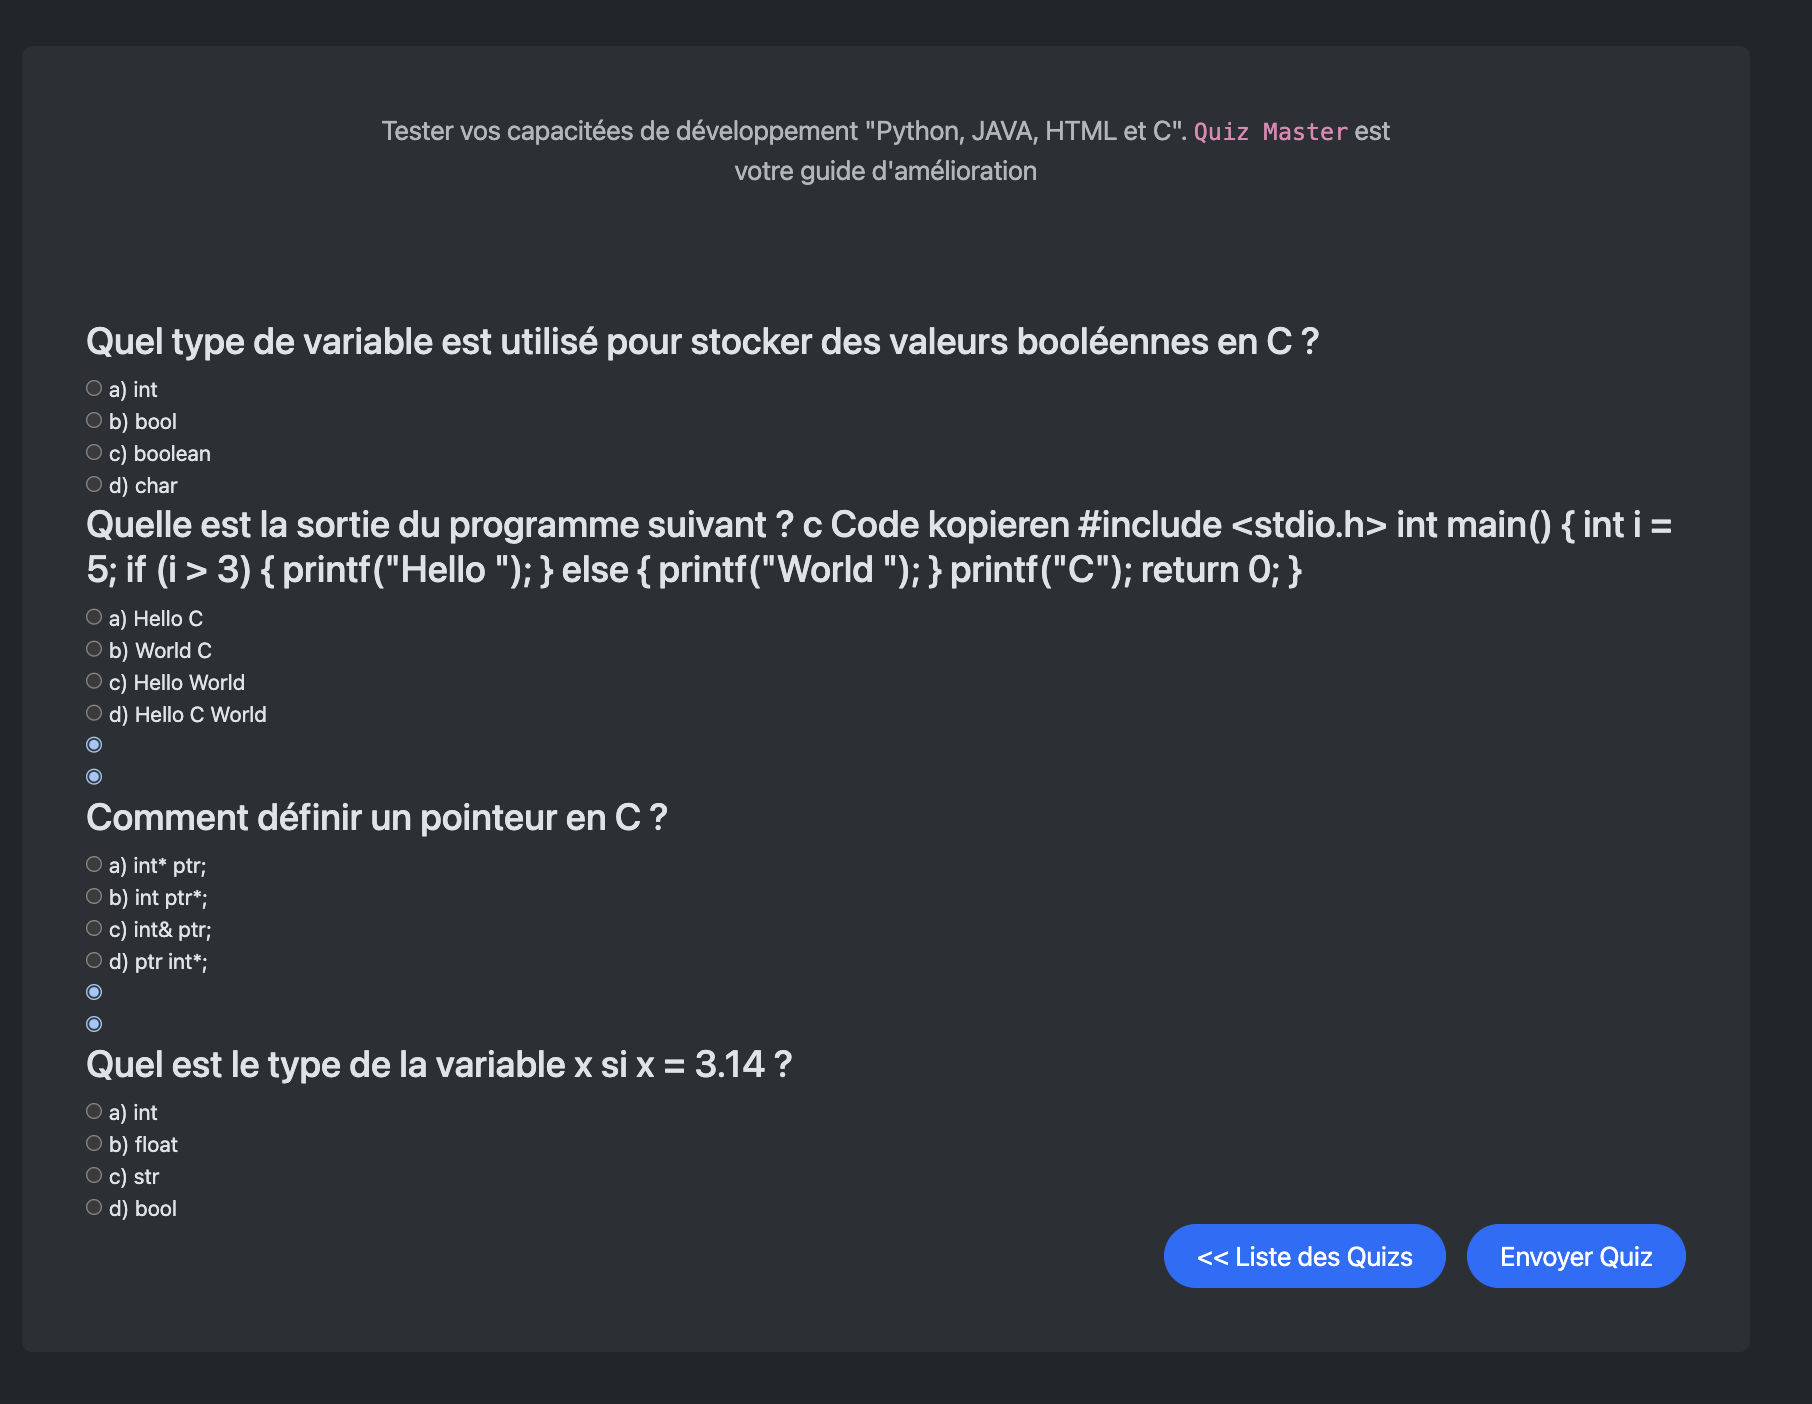 Tester vos capacitées de développement "Python, JAVA, HTML et C". Quiz Master est
votre guide d'amélioration
Quel type de variable est utilisé pour stocker des valeurs booléennes en C ?
a) int
b) bool
c) boolean
d) char
Quelle est la sortie du programme suivant ? c Code kopieren #include <stdio.h> int main() { int i =
5; if (i > 3) { printf("Hello "); } else { printf("World "); } printf("C"); return 0; }
a) Hello C
b) World C
c) Hello World
d) Hello C World
Comment définir un pointeur en C ?
a) int* ptr;
b) int ptr*;
c) int& ptr;
d) ptr int*;
Quel est le type de la variable x si x = 3.14 ?
a) int
b) float
c) str
d) bool
<< Liste des Quizs
Envoyer Quiz